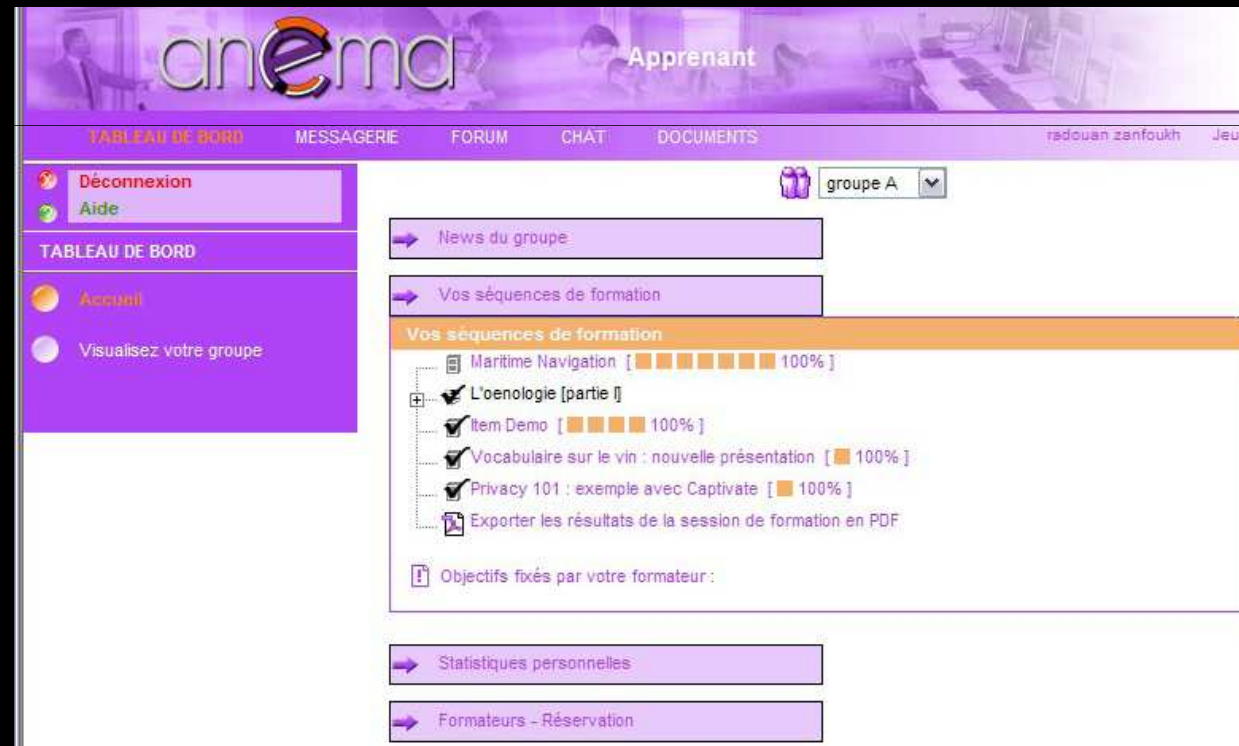 anema
Apprenant
TABLEAU DE BORD MESSAGERIE FORUM CHAT DOCUMENTS radouan zanfoukh Jeu
Déconnexion
Aide
TABLEAU DE BORD
Accueil
Visualisez votre groupe
groupe A
News du groupe
Vos séquences de formation
Vos séquences de formation
Maritime Navigation [ 100% ]
L'oenologie [partie I]
Item Demo [ 100% ]
Vocabulaire sur le vin : nouvelle présentation [ 100% ]
Privacy 101 : exemple avec Captivate [ 100% ]
Exporter les résultats de la session de formation en PDF
Objectifs fixés par votre formateur :
Statistiques personnelles
Formateurs - Réservation